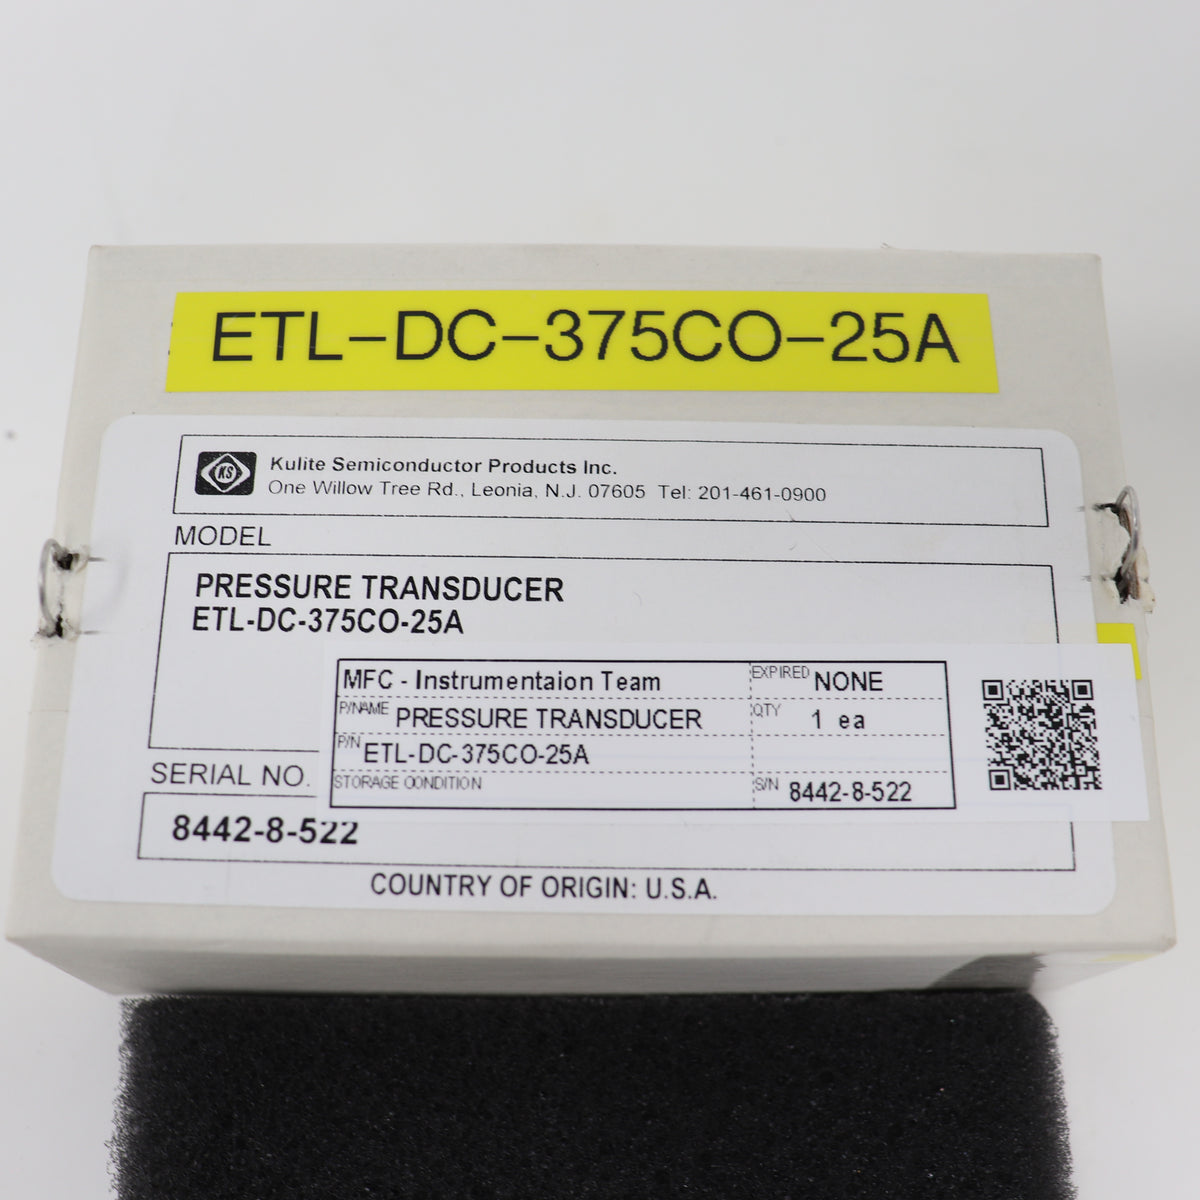 ETL-DC-375CO-25A
KS
Kulite Semiconductor Products Inc.
One Willow Tree Rd., Leonia, N.J. 07605 Tel: 201-461-0900
MODEL
PRESSURE TRANSDUCER
ETL-DC-375CO-25A
MFC - Instrumentaion Team EXPIRED NONE
P/NAME PRESSURE TRANSDUCER QTY 1 ea
P/N ETL-DC-375CO-25A
STORAGE CONDITION S/N 8442-8-522
SERIAL NO.
8442-8-522
COUNTRY OF ORIGIN: U.S.A.